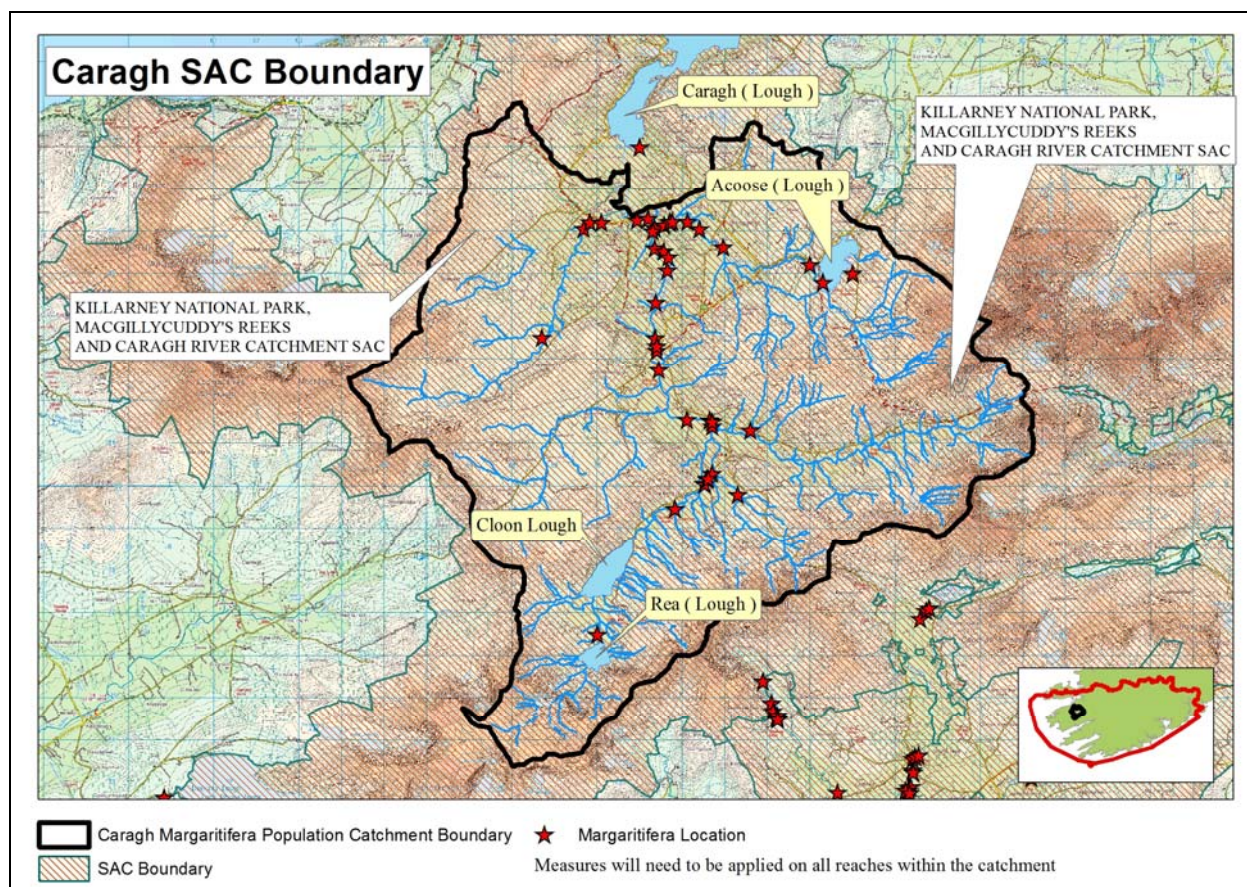 Caragh SAC Boundary
Caragh ( Lough )
KILLARNEY NATIONAL PARK,
MACGILLYCUDDY'S REEKS
AND CARAGH RIVER CATCHMENT SAC
Acoose ( Lough )
KILLARNEY NATIONAL PARK,
MACGILLYCUDDY'S REEKS
AND CARAGH RIVER CATCHMENT SAC
Cloon Lough
Rea ( Lough )
Caragh Margaritifera Population Catchment Boundary
Margaritifera Location
SAC Boundary
Measures will need to be applied on all reaches within the catchment